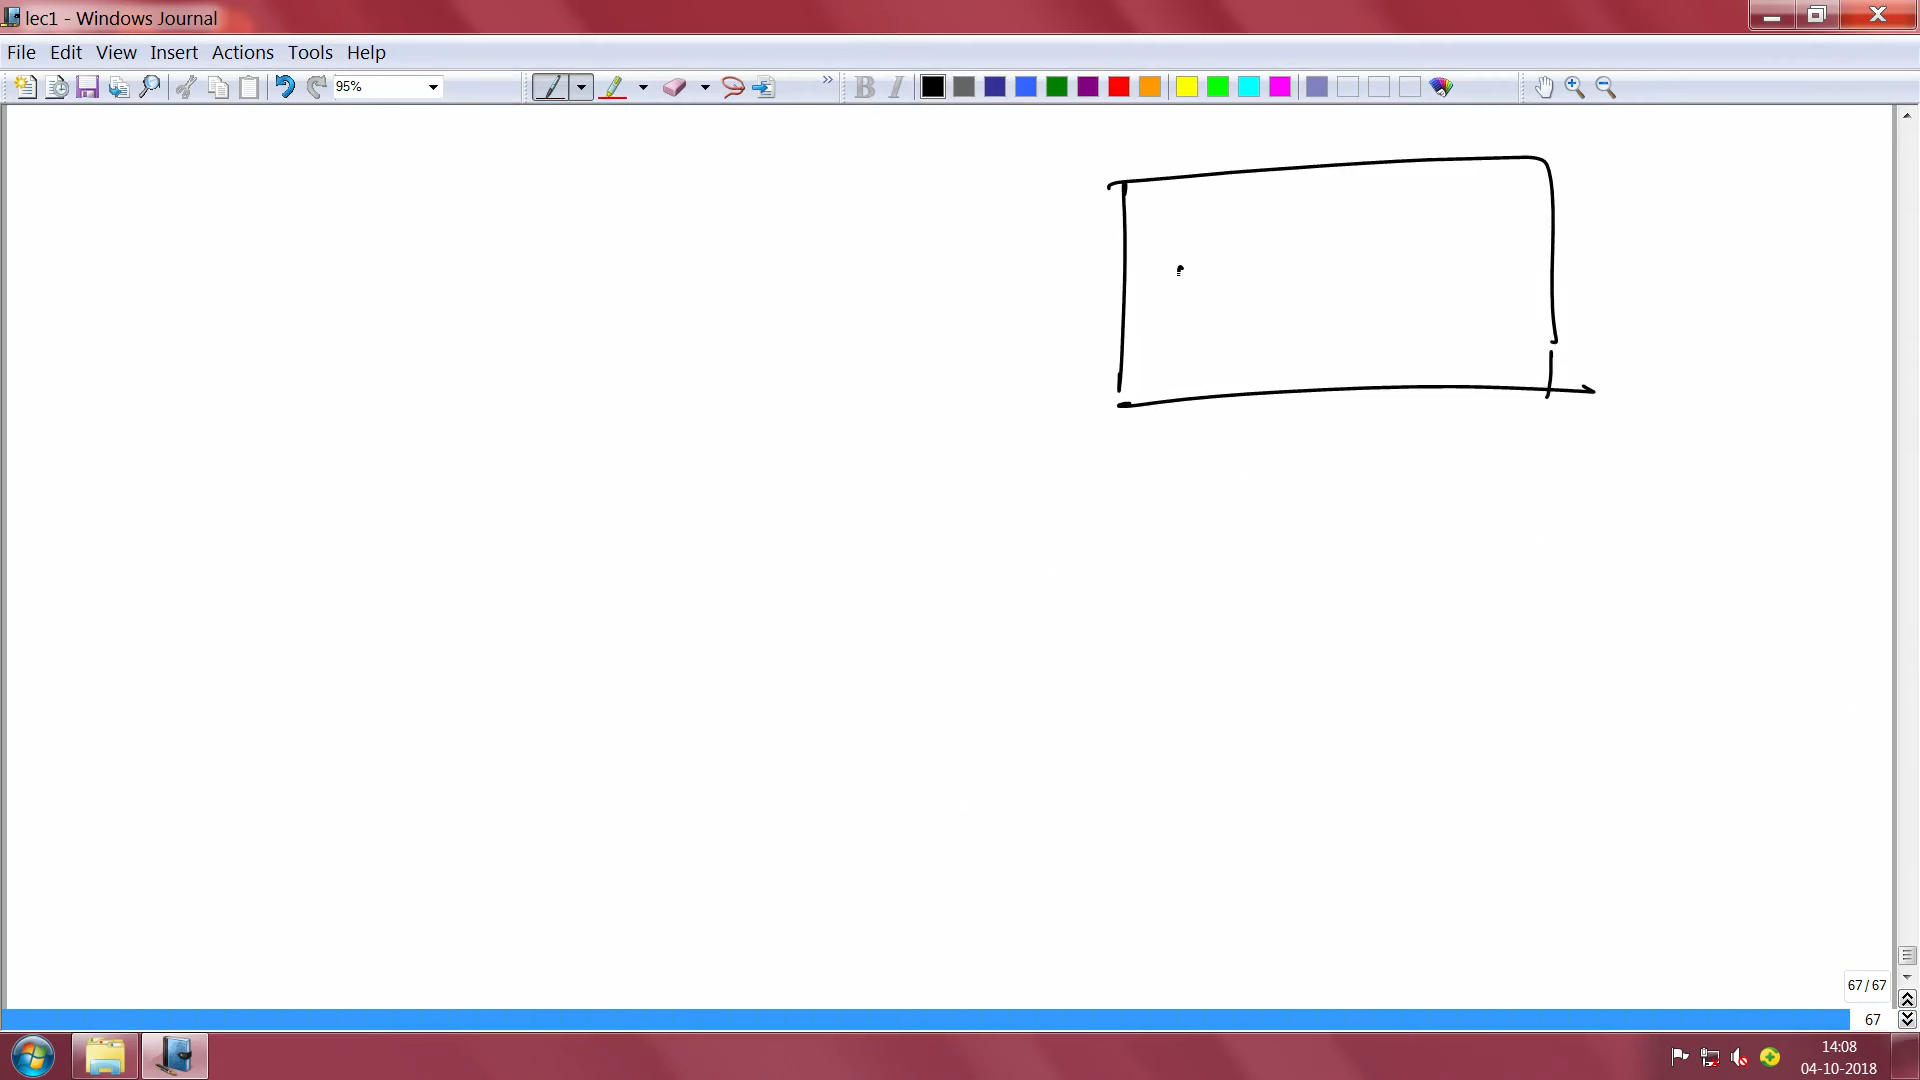 lec1 - Windows Journal
File Edit View Insert Actions Tools Help
95%
B I
67 / 67
67
14:08
04-10-2018